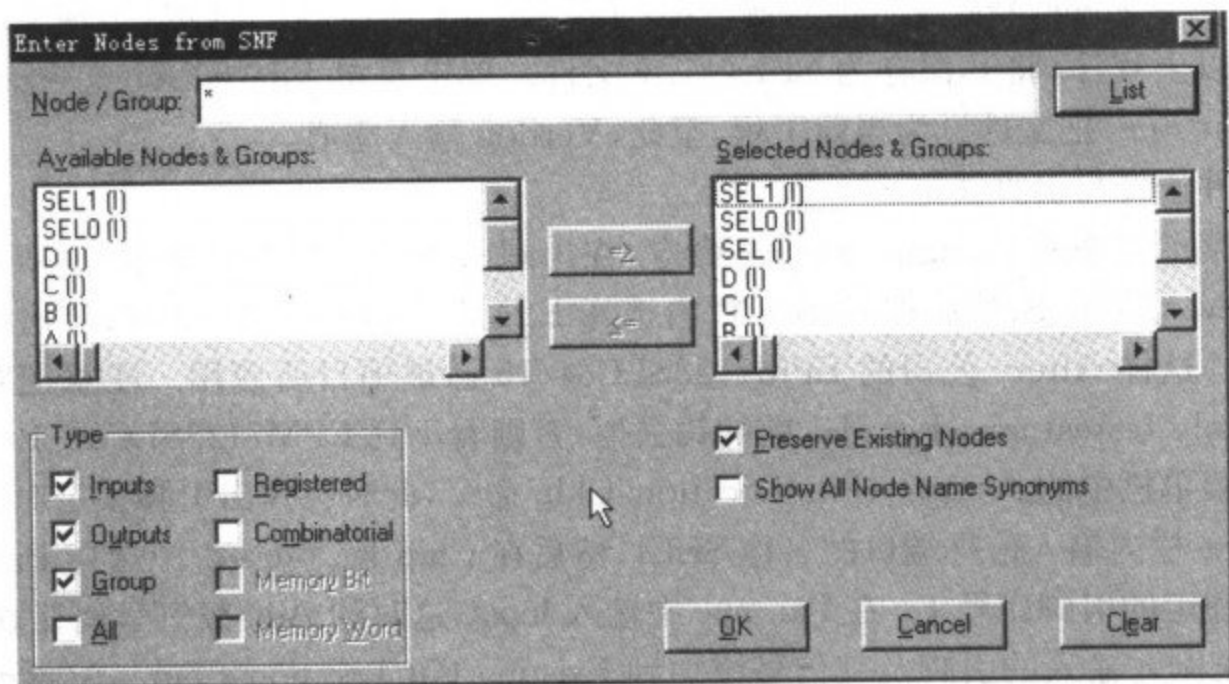 Enter Nodes from SNF
Node / Group: *
List
Available Nodes & Groups:
SEL1 (I)
SEL0 (I)
D (I)
C (I)
B (I)
A (I)
=>
<=
Selected Nodes & Groups:
SEL1 (I)
SEL0 (I)
SEL (I)
D (I)
C (I)
B (I)
Type
Inputs
Registered
Outputs
Combinatorial
Group
Memory Bit
All
Memory Word
Preserve Existing Nodes
Show All Node Name Synonyms
OK
Cancel
Clear